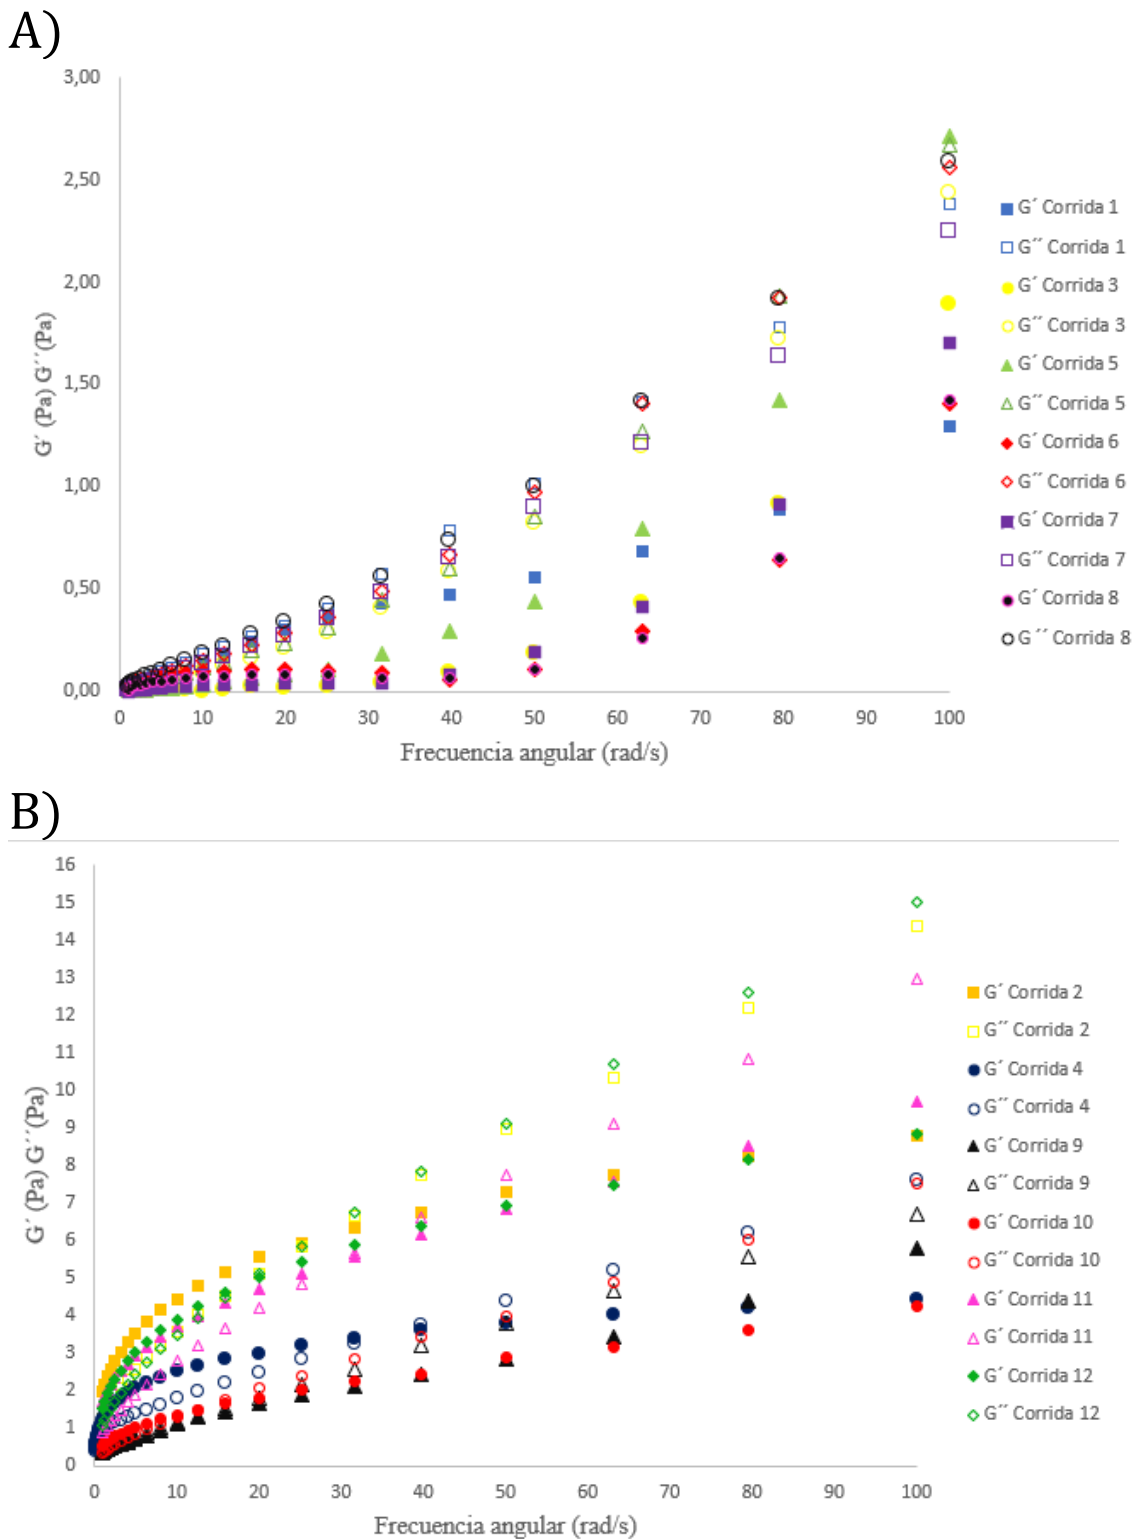 A)
3,00
2,50
2,00
1,50
1,00
0,50
0,00
G´ (Pa) G´´(Pa)
0 10 20 30 40 50 60 70 80 90 100
Frecuencia angular (rad/s)
G´ Corrida 1
G´´ Corrida 1
G´ Corrida 3
G´´ Corrida 3
G´ Corrida 5
G´´ Corrida 5
G´ Corrida 6
G´´ Corrida 6
G´ Corrida 7
G´´ Corrida 7
G´ Corrida 8
G´´ Corrida 8
B)
16
15
14
13
12
11
10
9
8
7
6
5
4
3
2
1
0
G´ (Pa) G´´(Pa)
0 10 20 30 40 50 60 70 80 90 100
Frecuencia angular (rad/s)
G´ Corrida 2
G´´ Corrida 2
G´ Corrida 4
G´´ Corrida 4
G´ Corrida 9
G´´ Corrida 9
G´ Corrida 10
G´´ Corrida 10
G´ Corrida 11
G´ Corrida 11
G´ Corrida 12
G´´ Corrida 12